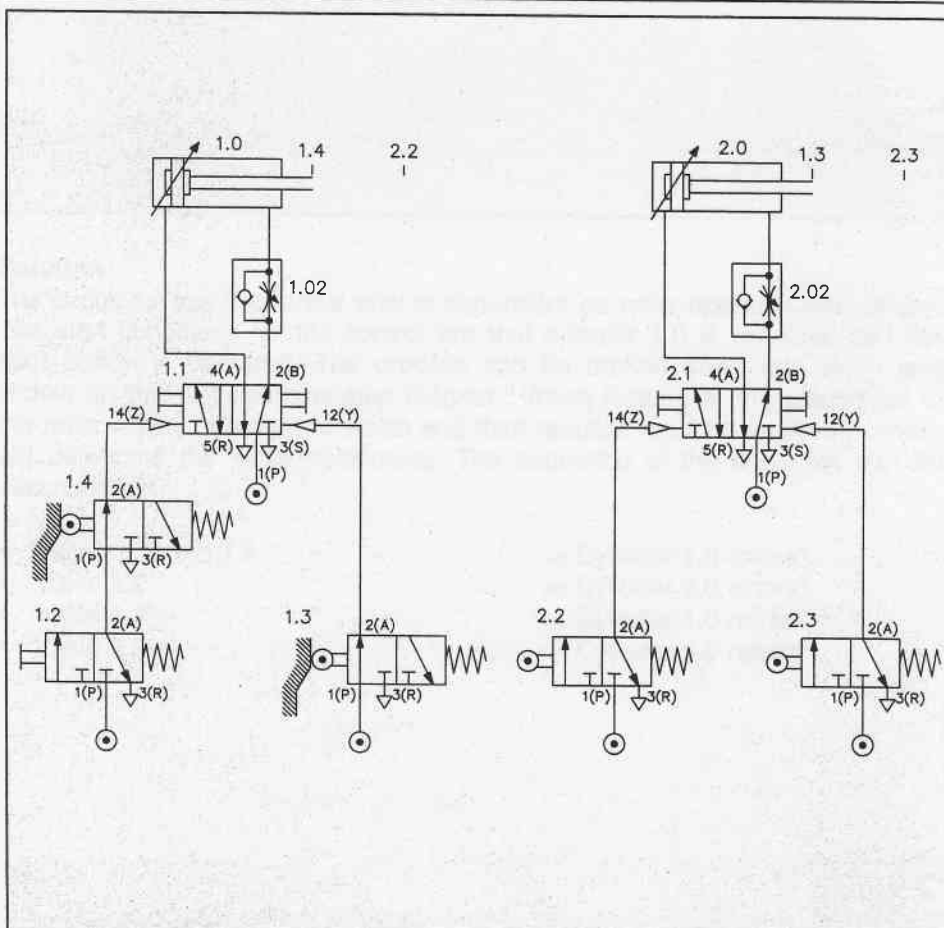 1.0 1.4 2.2 2.0 1.3 2.3
1.02 2.02
1.1 4(A) 2(B) 2.1 4(A) 2(B)
14(Z) 12(Y) 14(Z) 12(Y)
5(R) 3(S) 5(R) 3(S)
1(P) 1(P)
1.4 2(A)
1(P) 3(R)
1.2 2(A) 1.3 2(A) 2.2 2(A) 2.3 2(A)
1(P) 3(R) 1(P) 3(R) 1(P) 3(R) 1(P) 3(R)